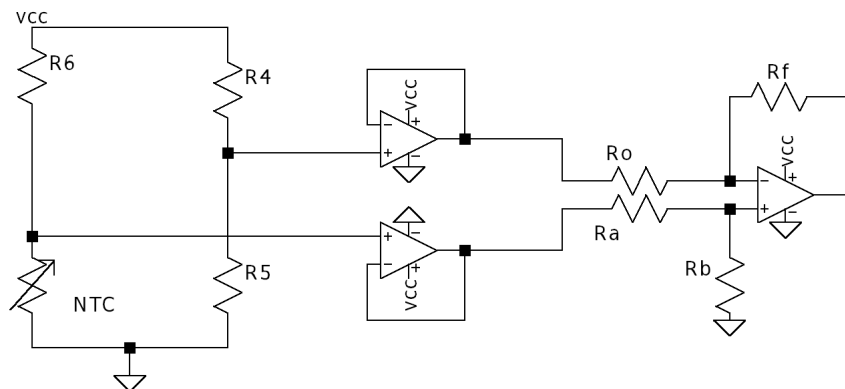 VCC
R6
R4
Rf
VCC
−
+
+
−
Ro
VCC
−
+
+
−
Ra
+
−
−
+
VCC
R5
Rb
NTC